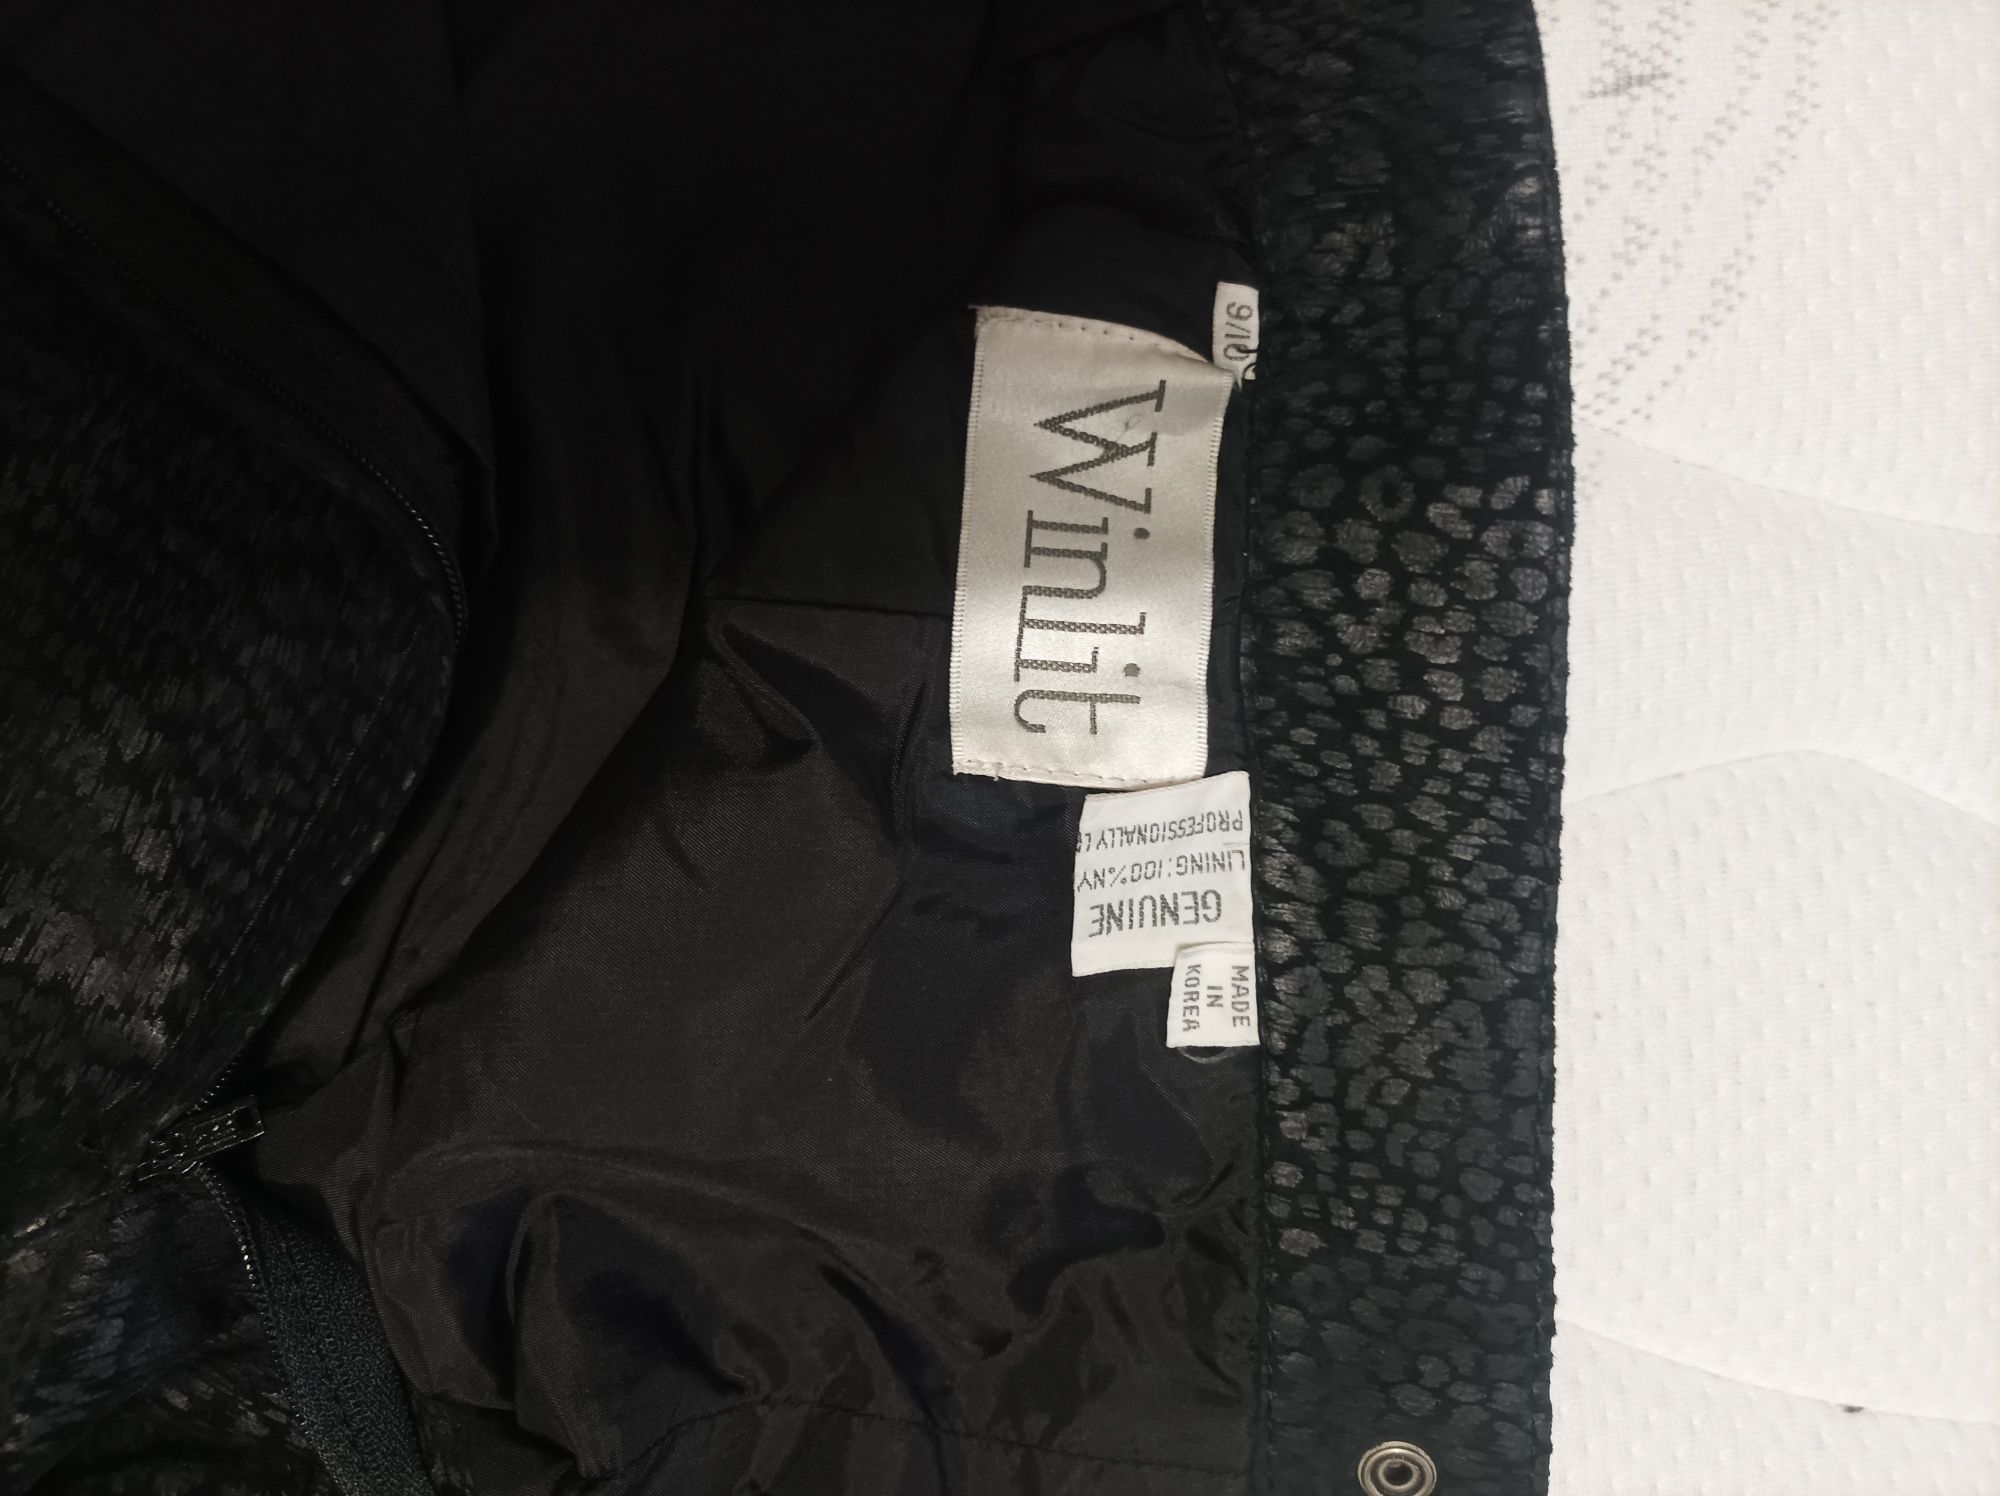 9/10
Winlit
GENUINE
LINING:100%NY
PROFESSIONALLY
MADE
IN
KOREA